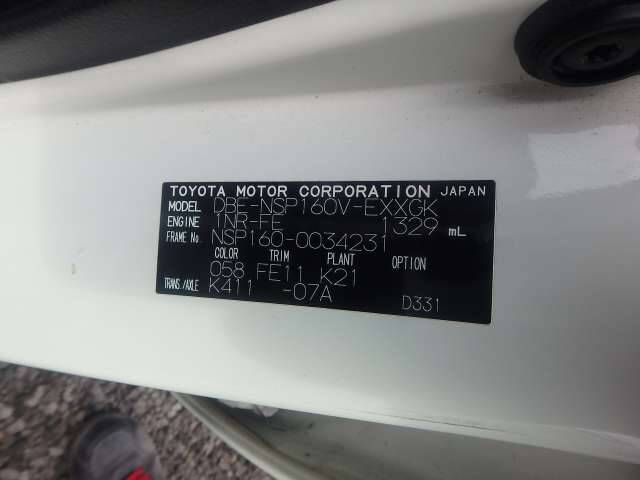 TOYOTA MOTOR CORPORATION JAPAN
MODEL DBE-NSP160V-EXXGK
ENGINE 1NR-FE 1329 mL
FRAME No. NSP160-0034231
COLOR TRIM PLANT OPTION
058 FE11 K21
TRANS./AXLE K411 -07A D331